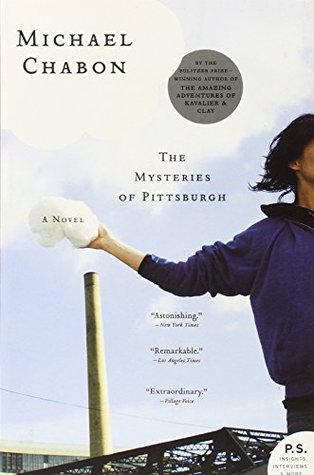 MICHAEL
CHABON
BY THE
PULITZER PRIZE–
WINNING AUTHOR OF
THE AMAZING
ADVENTURES OF
KAVALIER &
CLAY
THE
MYSTERIES
OF PITTSBURGH
A NOVEL
“Astonishing.”
—New York Times
“Remarkable.”
—Los Angeles Times
“Extraordinary.”
—Village Voice
P.S.
INSIGHTS,
INTERVIEWS
& MORE...